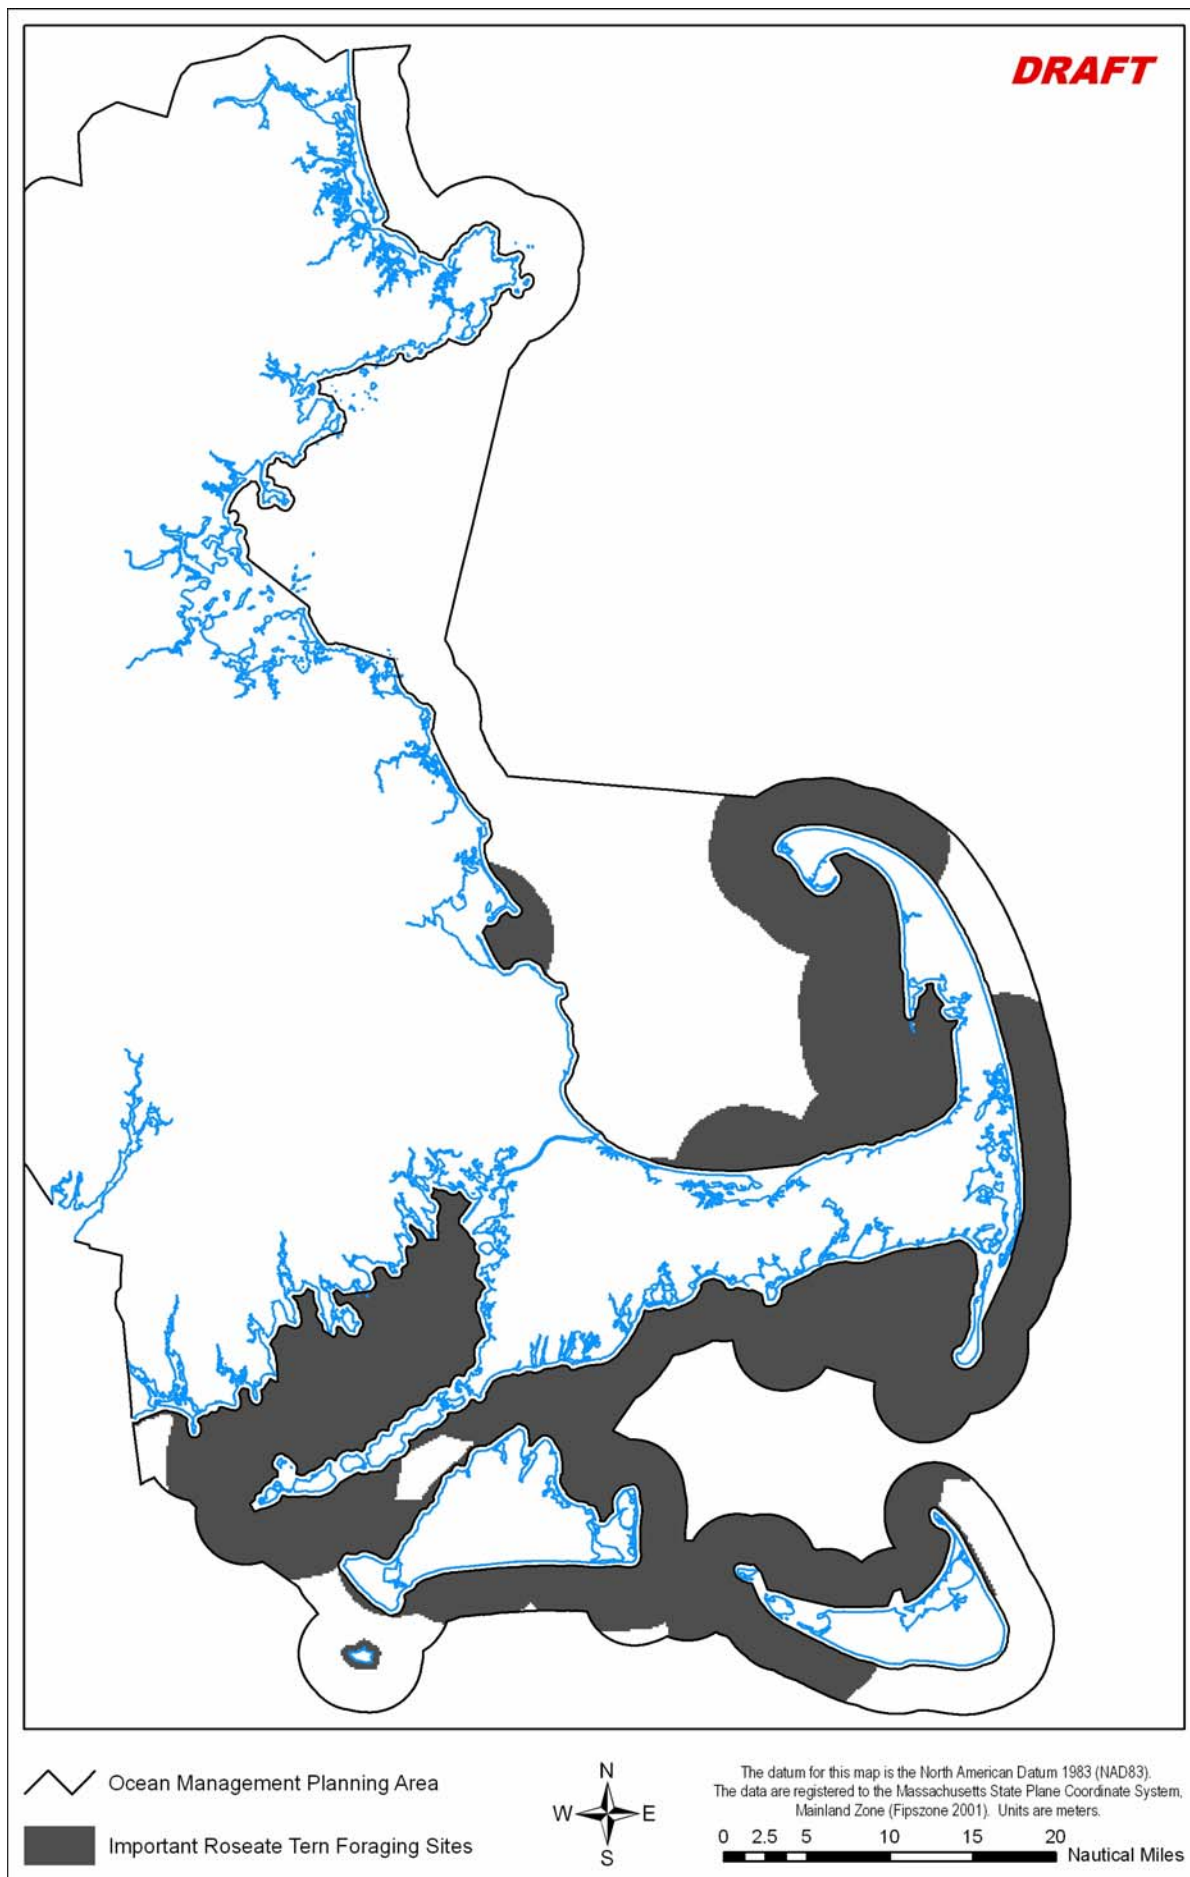 DRAFT
Ocean Management Planning Area
Important Roseate Tern Foraging Sites
N
W E
S
The datum for this map is the North American Datum 1983 (NAD83).
The data are registered to the Massachusetts State Plane Coordinate System,
Mainland Zone (Fipszone 2001). Units are meters.
0 2.5 5 10 15 20
Nautical Miles